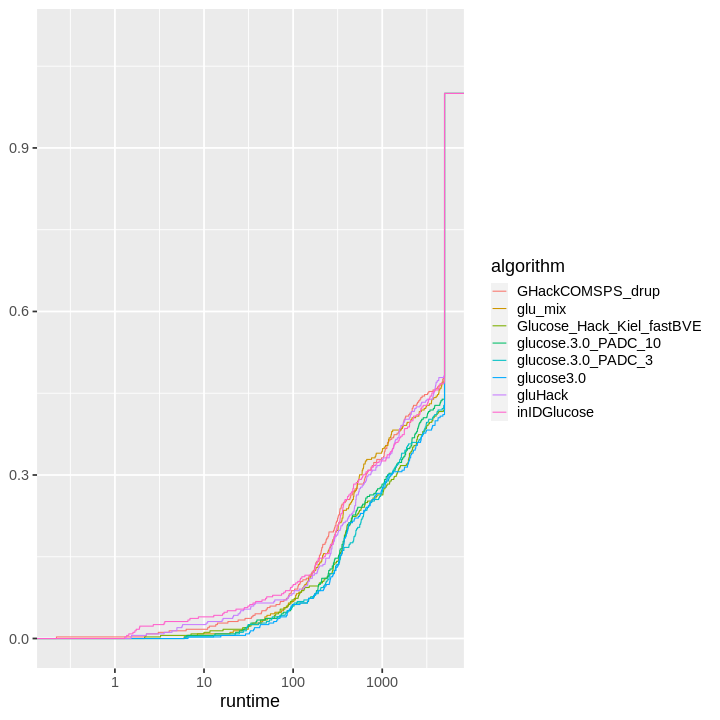 0.9
0.6
0.3
0.0
1
10
100
1000
runtime
algorithm
GHackCOMSPS_drup
glu_mix
Glucose_Hack_Kiel_fastBVE
glucose.3.0_PADC_10
glucose.3.0_PADC_3
glucose3.0
gluHack
inIDGlucose